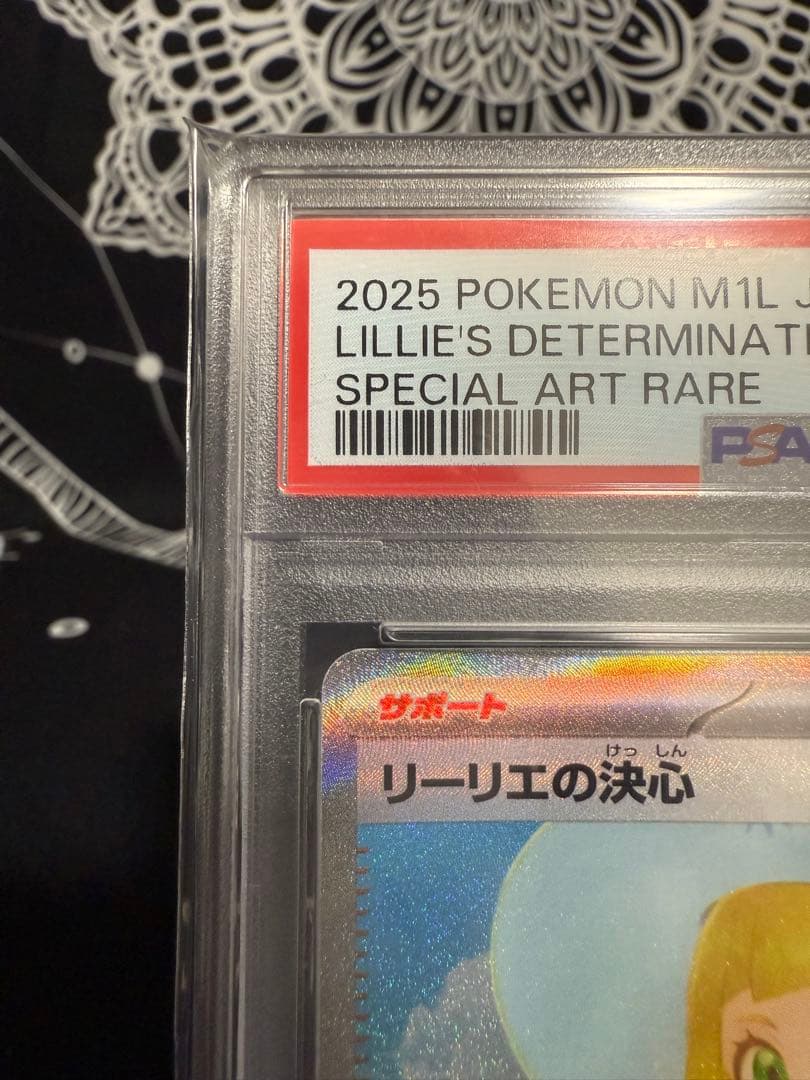 2025 POKEMON M1L J
LILLIE'S DETERMINATI
SPECIAL ART RARE
PSA
サポート
けっ しん
リーリエの決心